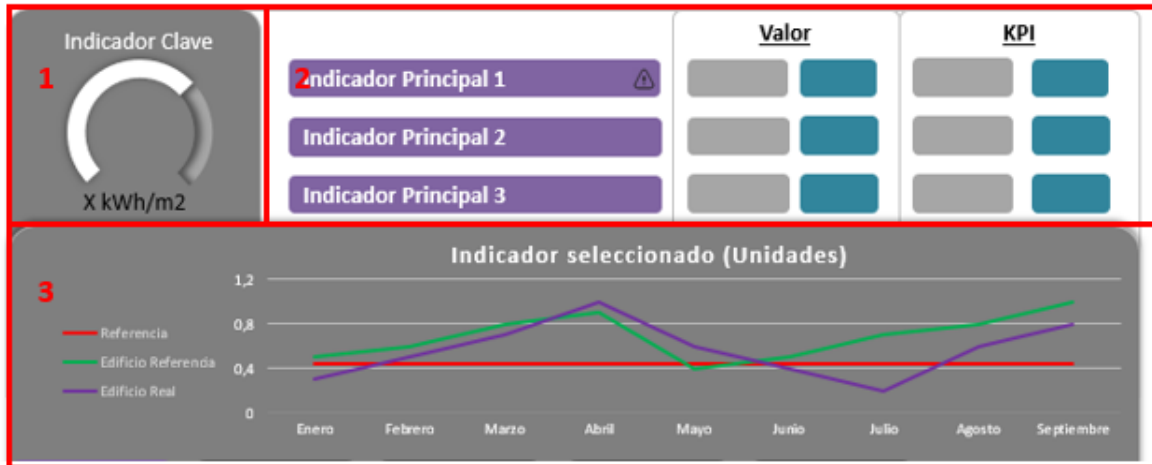 Indicador Clave
1
X kWh/m2
Valor
KPI
2
Indicador Principal 1
Indicador Principal 2
Indicador Principal 3
3
Indicador seleccionado (Unidades)
1,2
0,8
0,4
0
Referencia
Edificio Referencia
Edificio Real
Enero Febrero Marzo Abril Mayo Junio Julio Agosto Septiembre